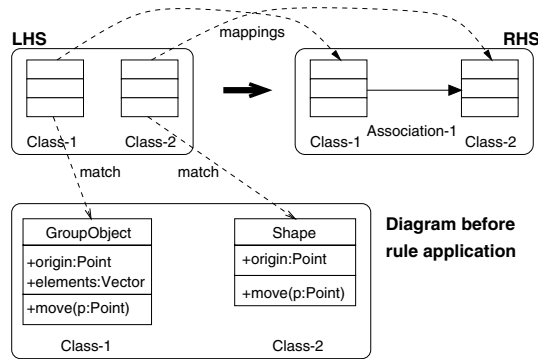 LHS
mappings
RHS
Class-1
Class-2
Class-1
Association-1
Class-2
match
match
GroupObject
+origin:Point
+elements:Vector
+move(p:Point)
Class-1
Shape
+origin:Point
+move(p:Point)
Class-2
Diagram before
rule application